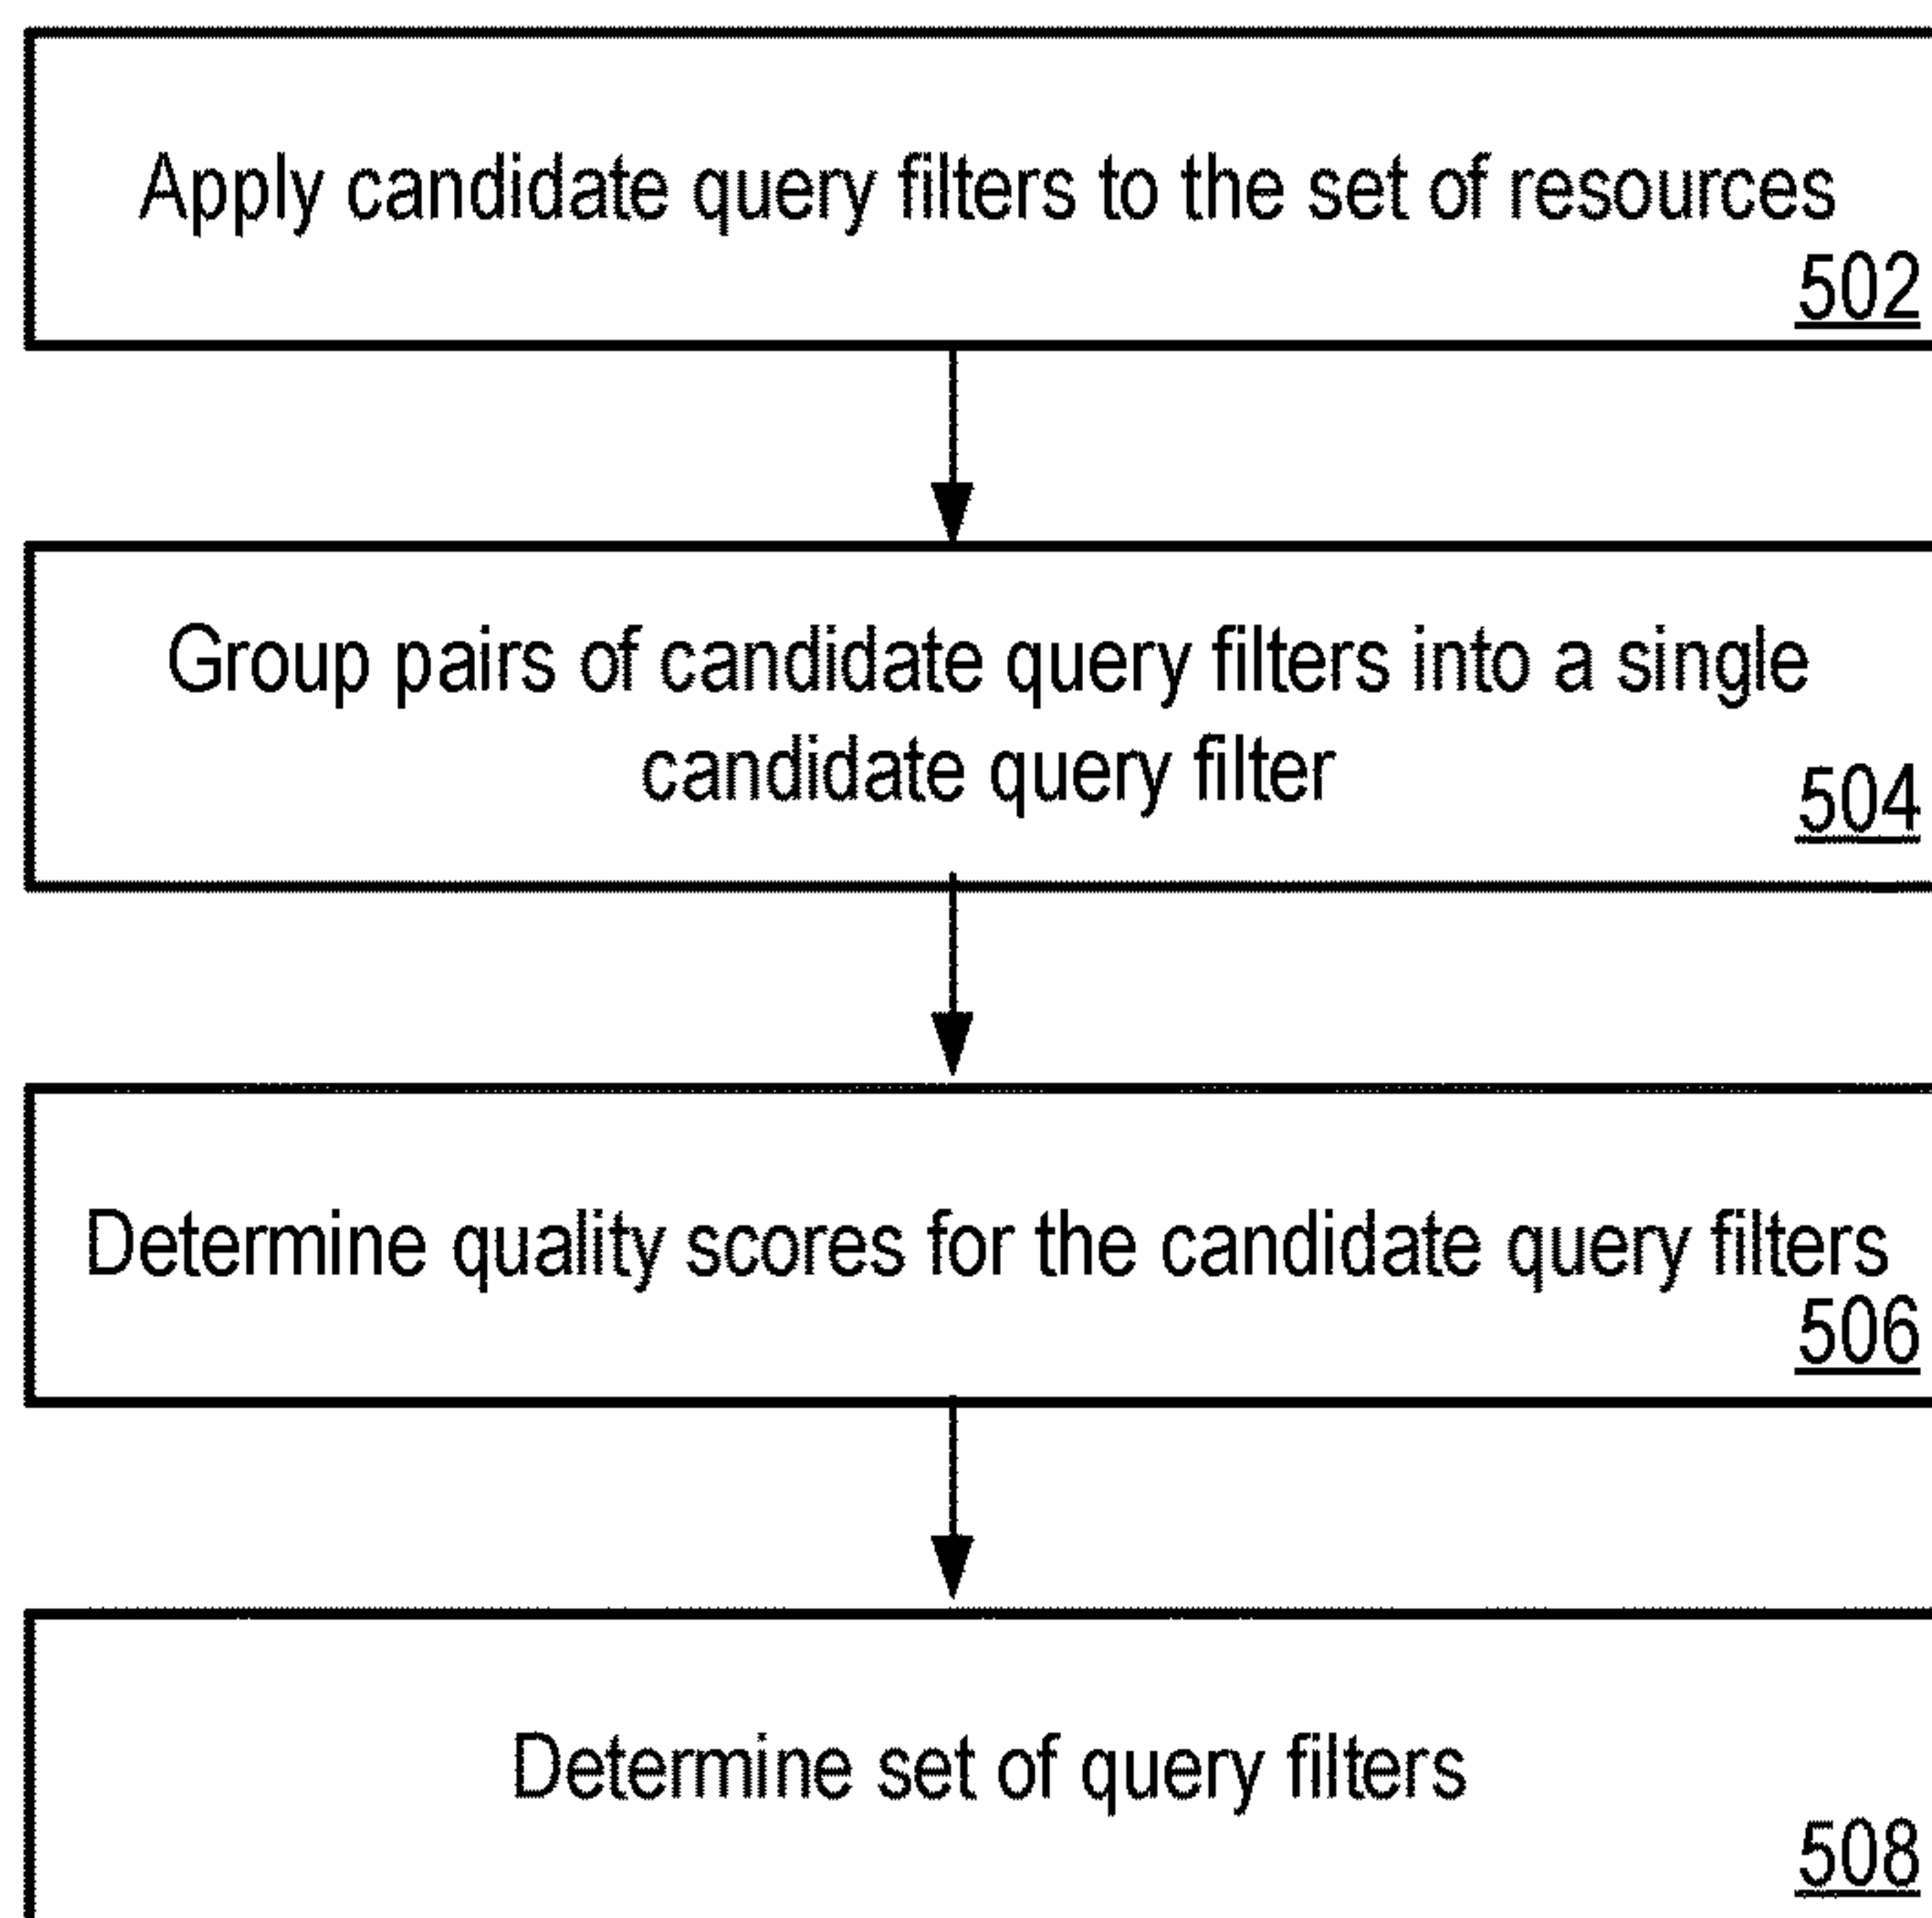 Apply candidate query filters to the set of resources
502
Group pairs of candidate query filters into a single
candidate query filter
504
Determine quality scores for the candidate query filters
506
Determine set of query filters
508